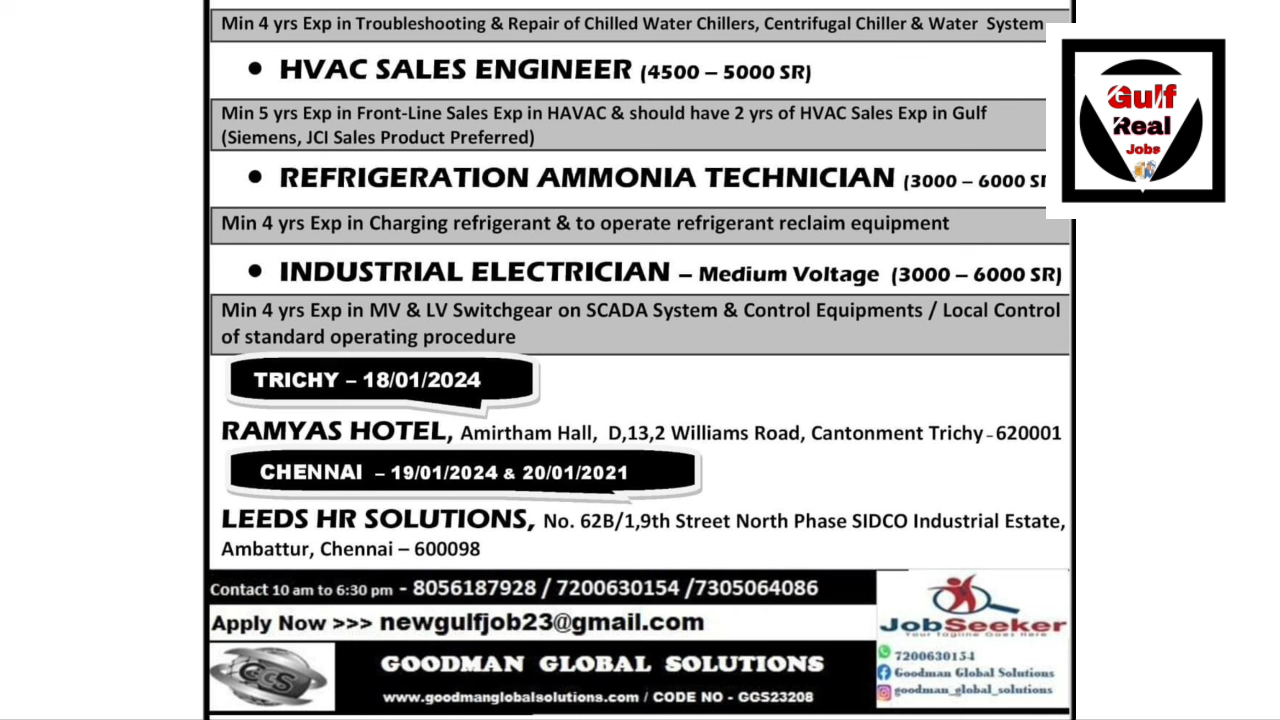 Min 4 yrs Exp in Troubleshooting & Repair of Chilled Water Chillers, Centrifugal Chiller & Water System
• HVAC SALES ENGINEER (4500 – 5000 SR)
Min 5 yrs Exp in Front-Line Sales Exp in HAVAC & should have 2 yrs of HVAC Sales Exp in Gulf
(Siemens, JCI Sales Product Preferred)
Gulf
Real
Jobs
• REFRIGERATION AMMONIA TECHNICIAN (3000 – 6000
Min 4 yrs Exp in Charging refrigerant & to operate refrigerant reclaim equipment
• INDUSTRIAL ELECTRICIAN – Medium Voltage (3000 – 6000 SR)
Min 4 yrs Exp in MV & LV Switchgear on SCADA System & Control Equipments / Local Control
of standard operating procedure
TRICHY – 18/01/2024
RAMYAS HOTEL, Amirtham Hall, D,13,2 Williams Road, Cantonment Trichy – 620001
CHENNAI – 19/01/2024 & 20/01/2021
LEEDS HR SOLUTIONS, No. 62B/1,9th Street North Phase SIDCO Industrial Estate,
Ambattur, Chennai – 600098
Contact 10 am to 6:30 pm - 8056187928 / 7200630154 /7305064086
Apply Now >>> newgulfjob23@gmail.com
JobSeeker
Your Tagline Goes Here
GGS
GOODMAN GLOBAL SOLUTIONS
www.goodmanglobalsolutions.com / CODE NO - GGS23208
7200630154
Goodman Global Solutions
goodman_global_solutions